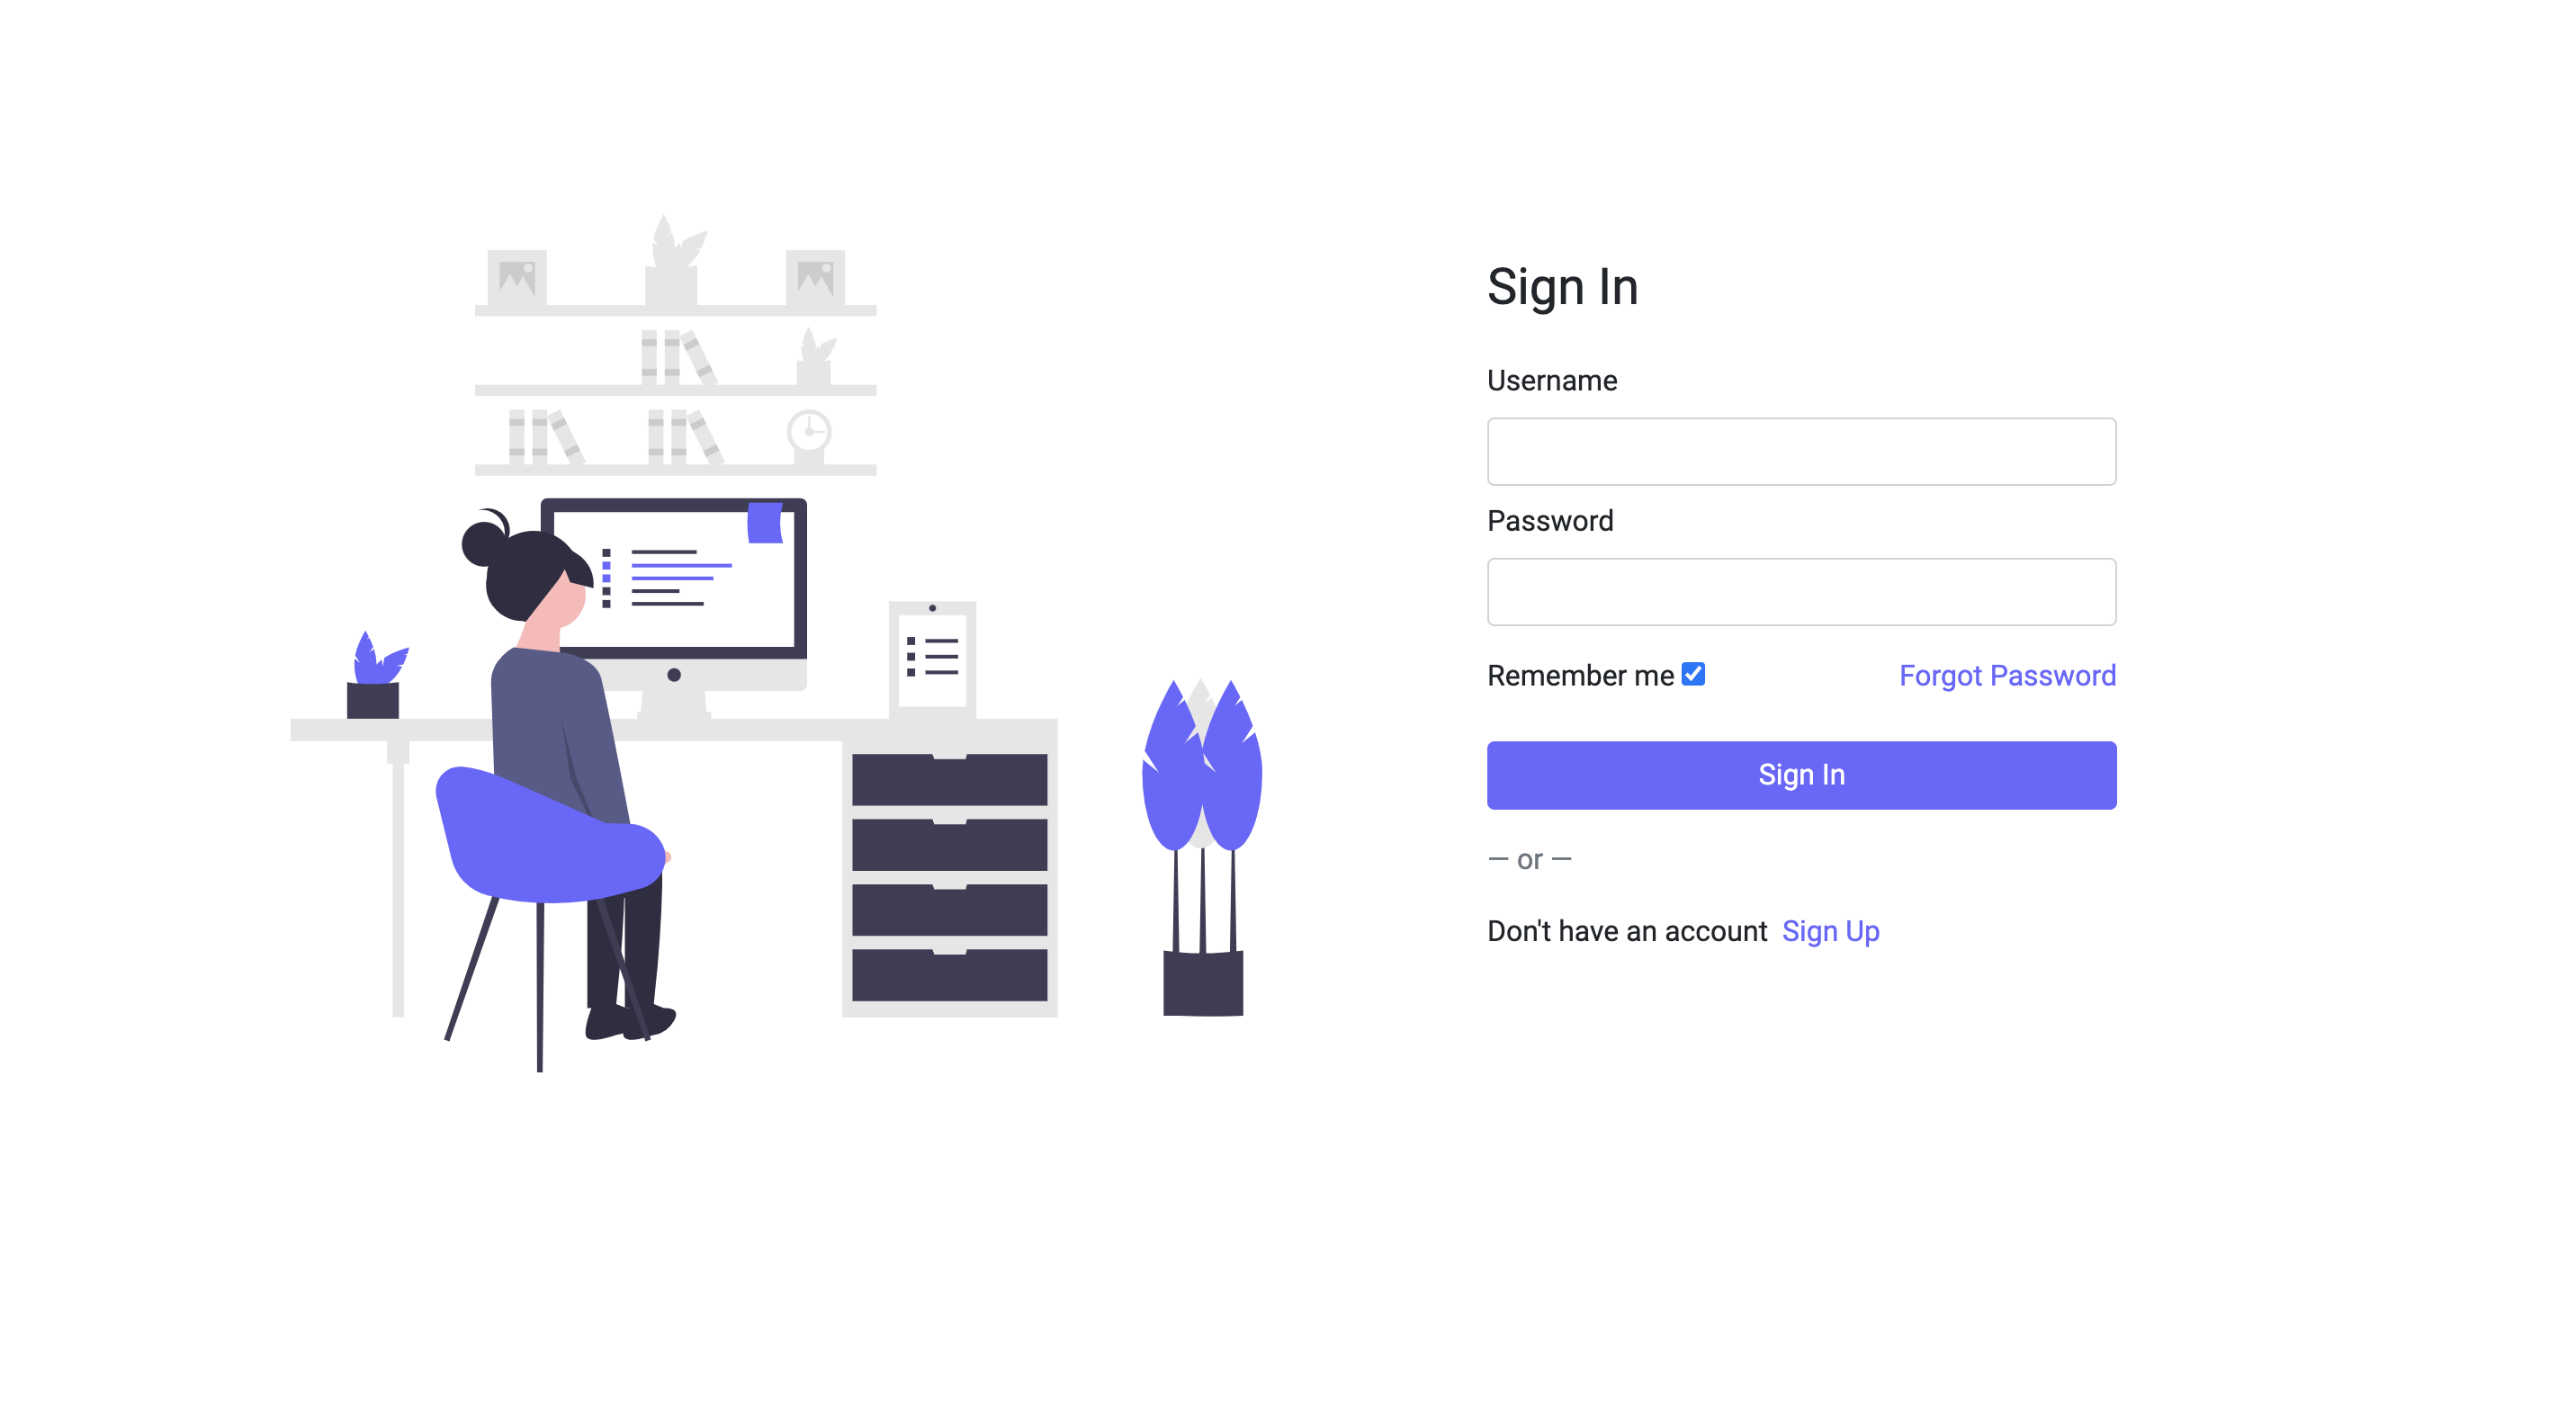 Sign In
Username
Password
Remember me Forgot Password
Sign In
— or —
Don't have an account Sign Up